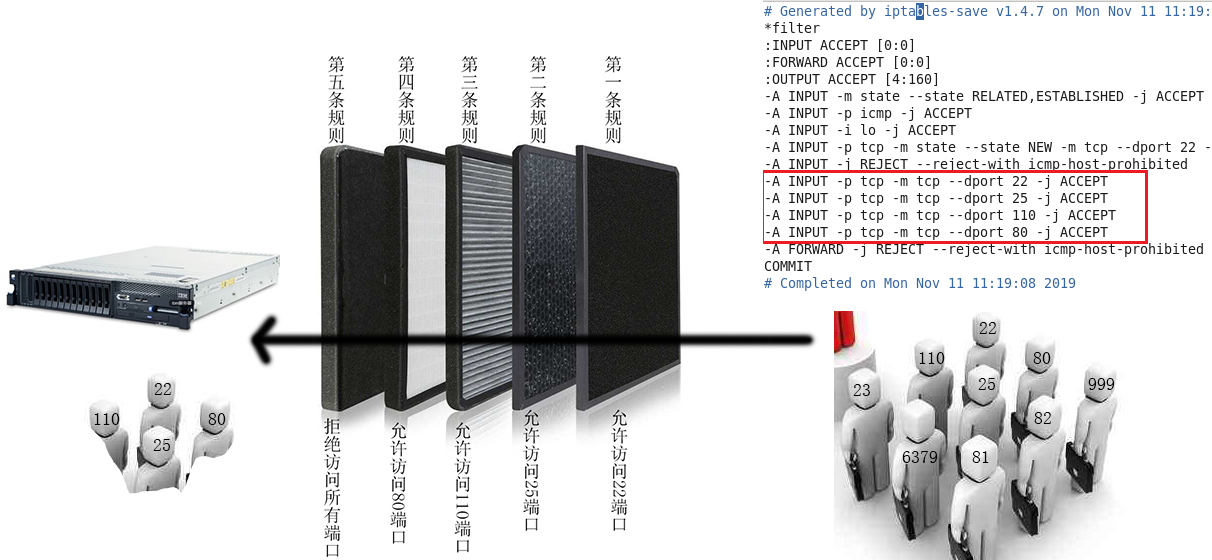 # Generated by iptables-save v1.4.7 on Mon Nov 11 11:19:
*filter
:INPUT ACCEPT [0:0]
:FORWARD ACCEPT [0:0]
:OUTPUT ACCEPT [4:160]
-A INPUT -m state --state RELATED,ESTABLISHED -j ACCEPT
-A INPUT -p icmp -j ACCEPT
-A INPUT -i lo -j ACCEPT
-A INPUT -p tcp -m state --state NEW -m tcp --dport 22 -
-A INPUT -j REJECT --reject-with icmp-host-prohibited
-A INPUT -p tcp -m tcp --dport 22 -j ACCEPT
-A INPUT -p tcp -m tcp --dport 25 -j ACCEPT
-A INPUT -p tcp -m tcp --dport 110 -j ACCEPT
-A INPUT -p tcp -m tcp --dport 80 -j ACCEPT
-A FORWARD -j REJECT --reject-with icmp-host-prohibited
COMMIT
# Completed on Mon Nov 11 11:19:08 2019
第五条规则
第四条规则
第三条规则
第二条规则
第一条规则
拒绝访问所有端口
允许访问80端口
允许访问110端口
允许访问25端口
允许访问22端口
IBM
22
110
80
25
22
110
80
23
25
999
82
6379
81